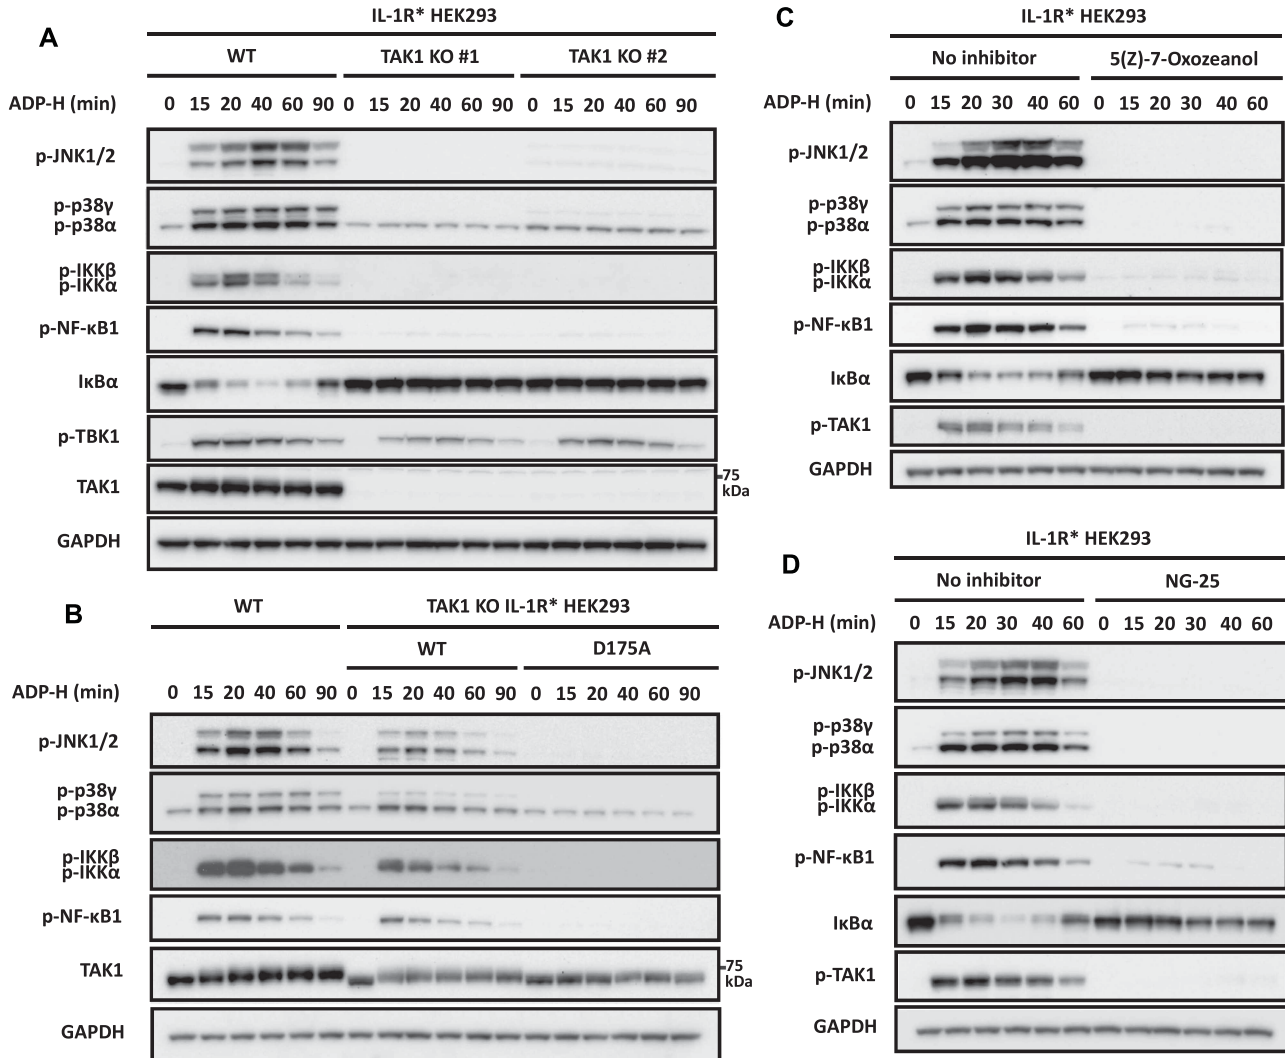 A
IL-1R* HEK293
WT TAK1 KO #1 TAK1 KO #2
ADP-H (min) 0 15 20 40 60 90 0 15 20 40 60 90 0 15 20 40 60 90
p-JNK1/2
p-p38γ
p-p38α
p-IKKβ
p-IKKα
p-NF-κB1
IκBα
p-TBK1
TAK1
75
kDa
GAPDH
B
WT TAK1 KO IL-1R* HEK293
WT D175A
ADP-H (min) 0 15 20 40 60 90 0 15 20 40 60 90 0 15 20 40 60 90
p-JNK1/2
p-p38γ
p-p38α
p-IKKβ
p-IKKα
p-NF-κB1
TAK1
75
kDa
GAPDH
C
IL-1R* HEK293
No inhibitor 5(Z)-7-Oxozeanol
ADP-H (min) 0 15 20 30 40 60 0 15 20 30 40 60
p-JNK1/2
p-p38γ
p-p38α
p-IKKβ
p-IKKα
p-NF-κB1
IκBα
p-TAK1
GAPDH
D
IL-1R* HEK293
No inhibitor NG-25
ADP-H (min) 0 15 20 30 40 60 0 15 20 30 40 60
p-JNK1/2
p-p38γ
p-p38α
p-IKKβ
p-IKKα
p-NF-κB1
IκBα
p-TAK1
GAPDH